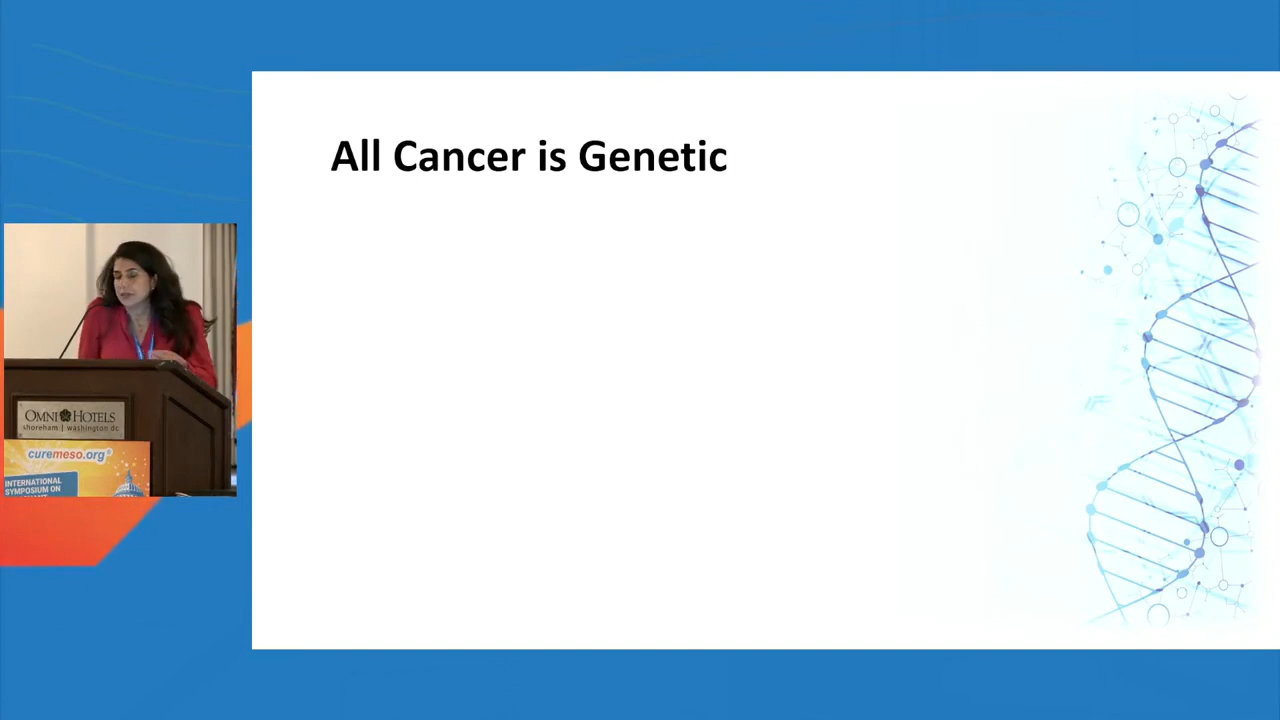 All Cancer is Genetic
OMNI HOTELS
shoreham | washington dc
curemeso.org®
INTERNATIONAL
SYMPOSIUM ON